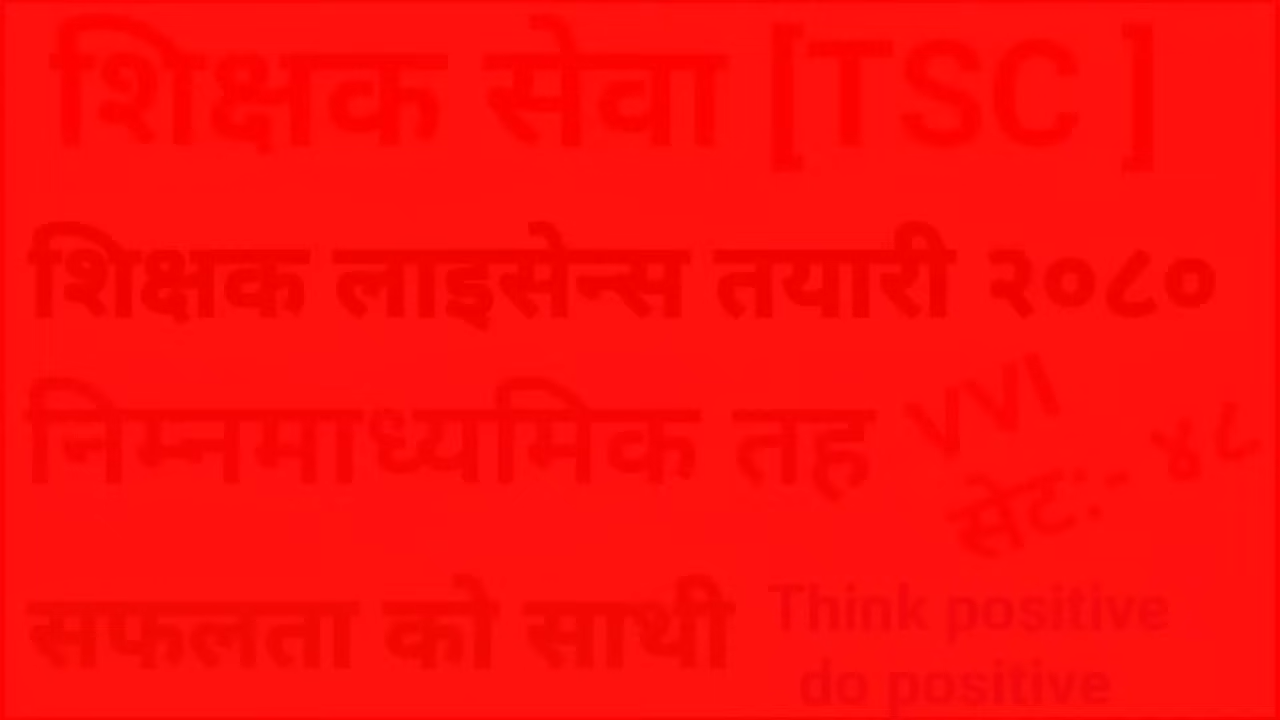 शिक्षक सेवा [TSC ]
शिक्षक लाइसेन्स तयारी २०८०
निम्नमाध्यमिक तह
VVI
सेट:- ४८
सफलता को साथी
Think positive
do positive